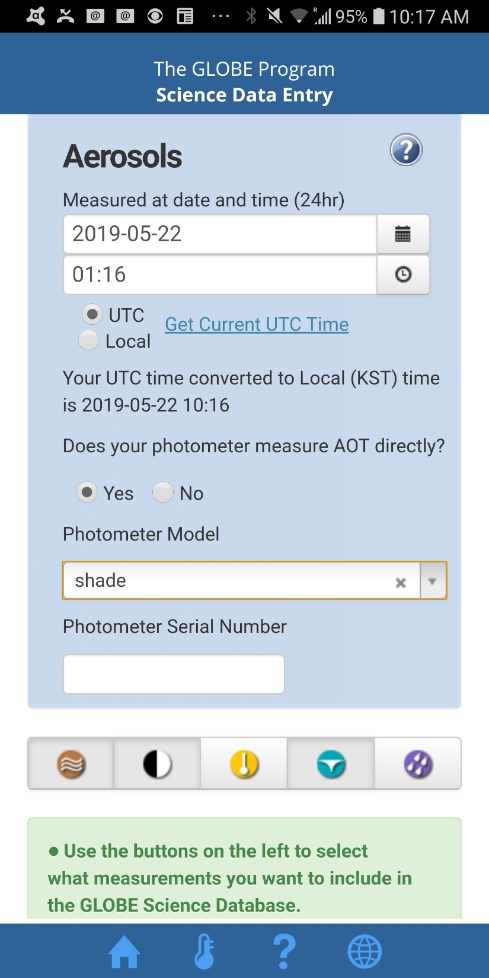 95% 10:17 AM
The GLOBE Program
Science Data Entry
Aerosols
Measured at date and time (24hr)
2019-05-22
01:16
UTC
Get Current UTC Time
Local
Your UTC time converted to Local (KST) time
is 2019-05-22 10:16
Does your photometer measure AOT directly?
Yes No
Photometer Model
shade
Photometer Serial Number
• Use the buttons on the left to select
what measurements you want to include in
the GLOBE Science Database.